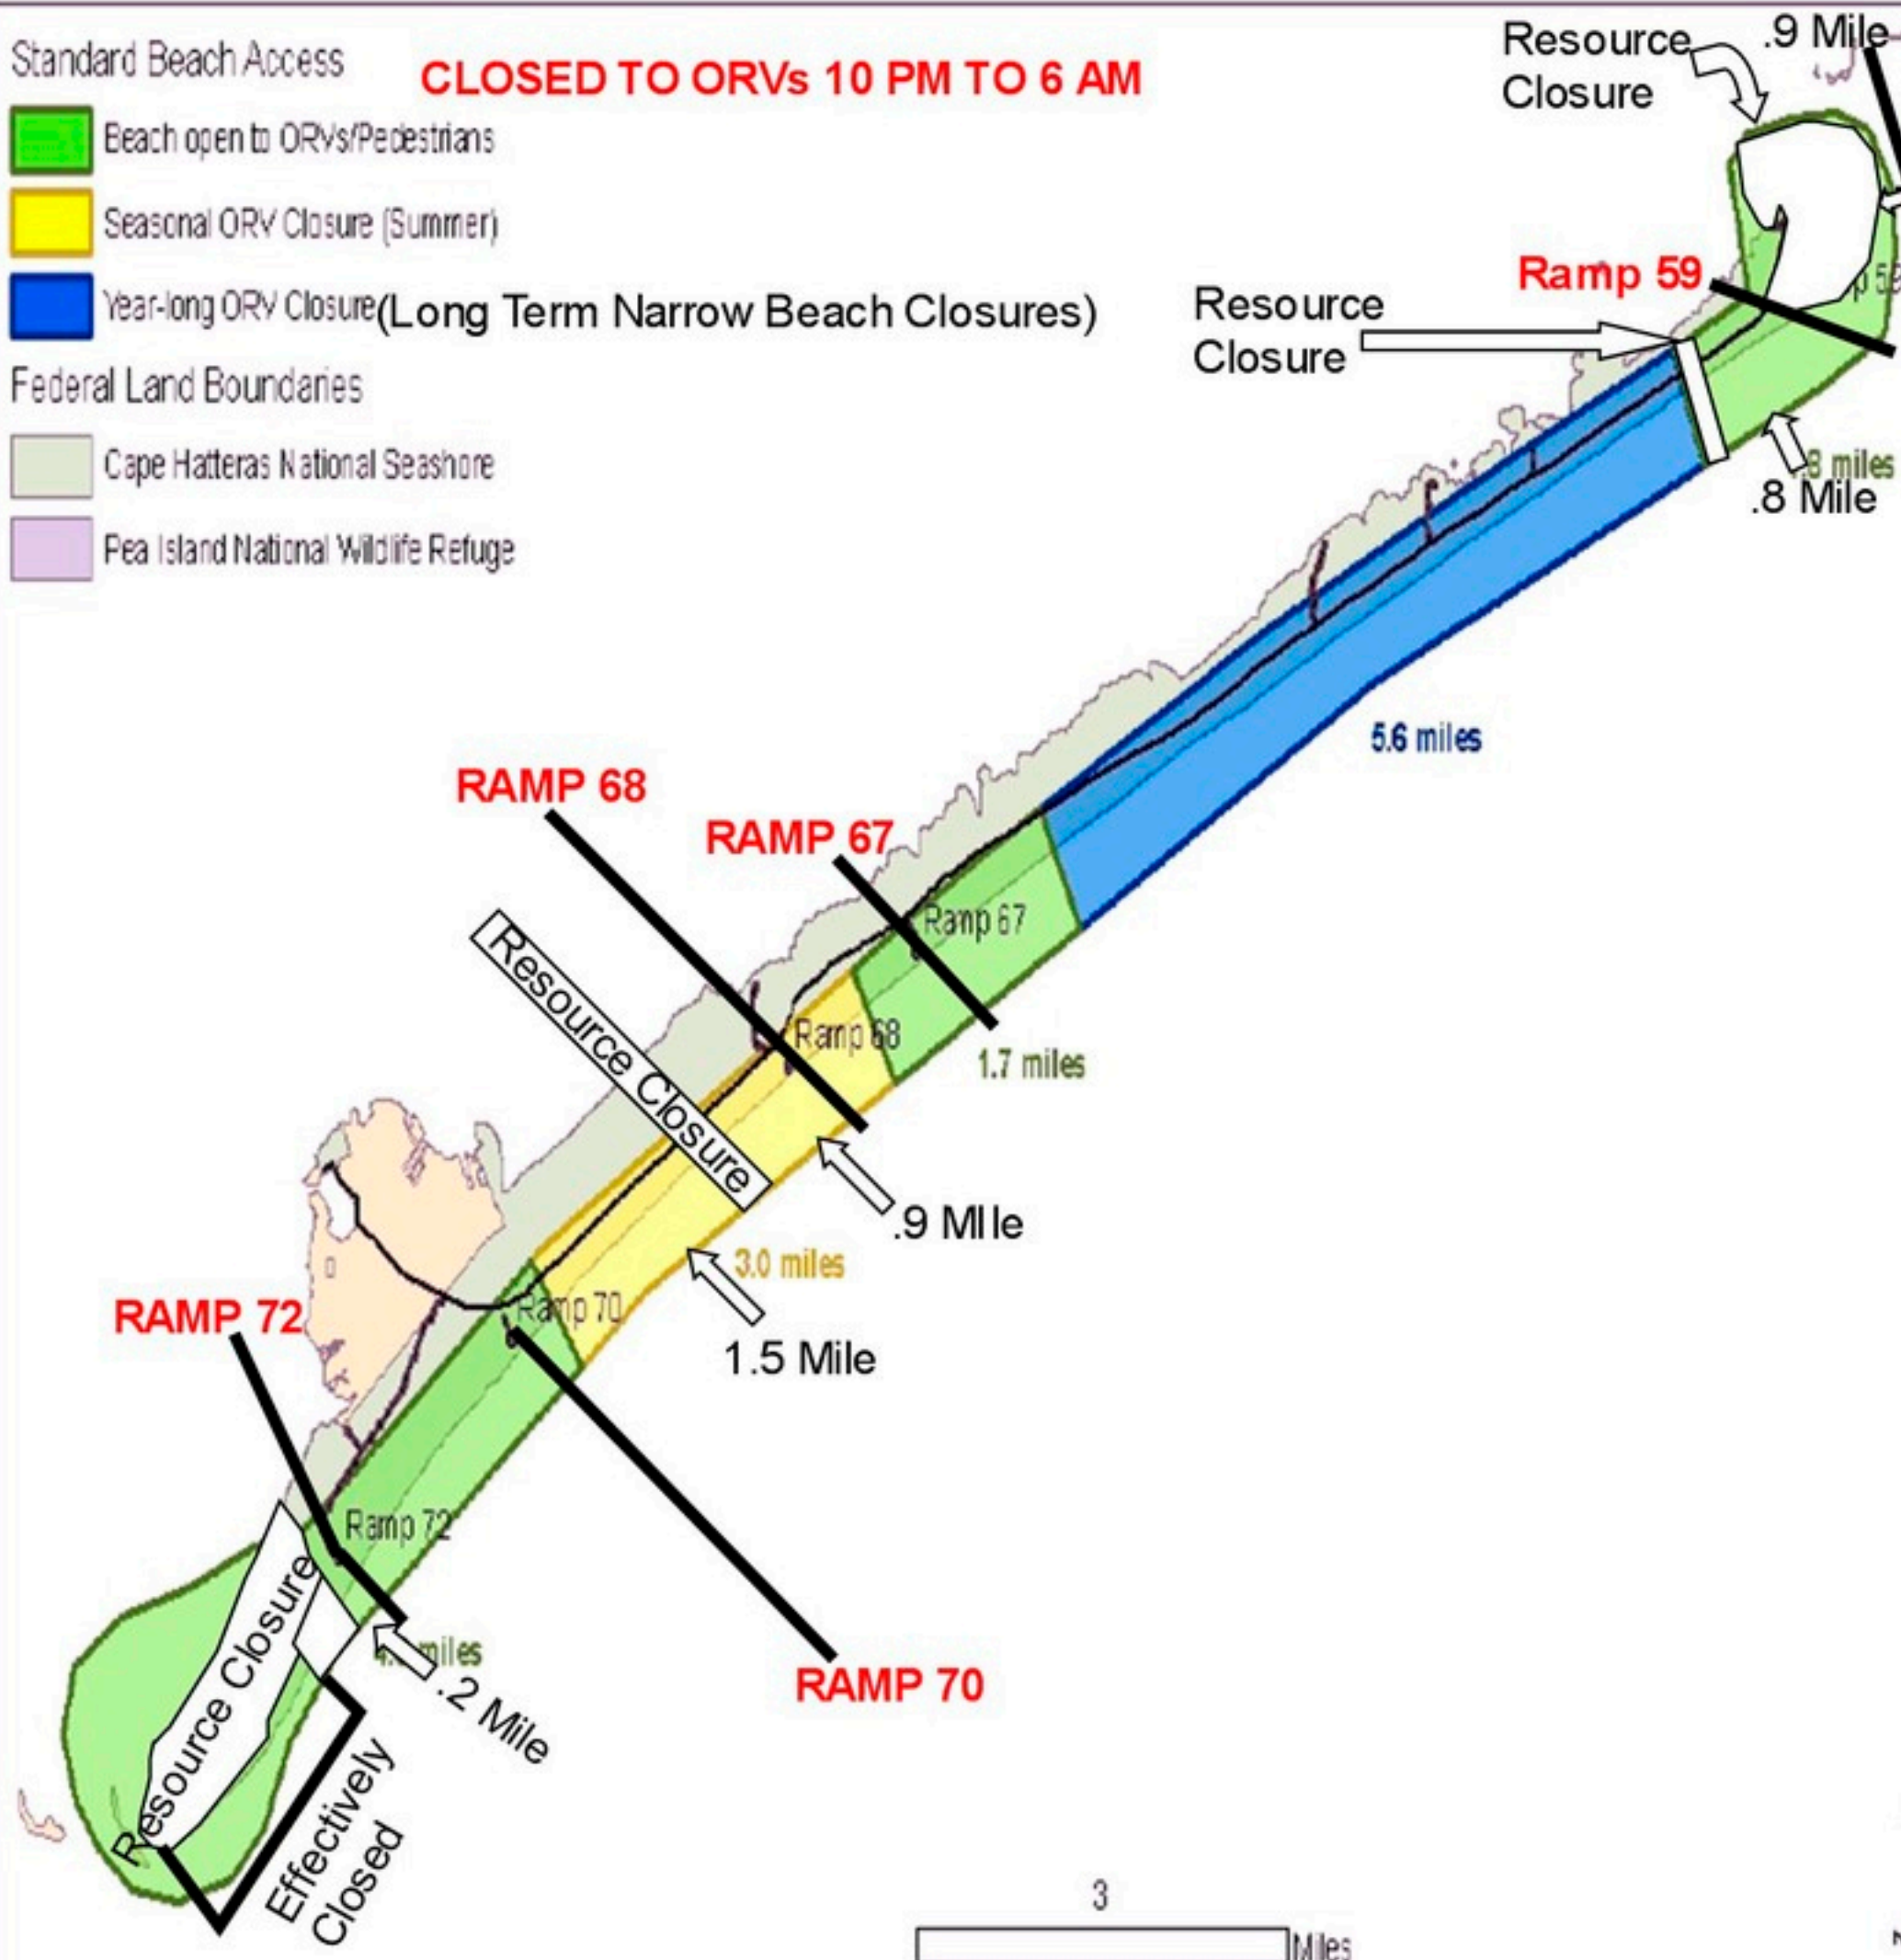 Standard Beach Access
CLOSED TO ORVs 10 PM TO 6 AM
Beach open to ORVs/Pedestrians
Seasonal ORV Closure (Summer)
Year-long ORV Closure(Long Term Narrow Beach Closures)
Federal Land Boundaries
Cape Hatteras National Seashore
Pea Island National Wildlife Refuge
Resource
Closure
.9 Mile
Ramp 59
Resource
Closure
.8 Mile
5.6 miles
RAMP 68
RAMP 67
Ramp 67
Ramp 68
1.7 miles
Resource Closure
.9 MIle
3.0 miles
1.5 Mile
Ramp 70
RAMP 72
Ramp 72
miles
.2 Mile
RAMP 70
Resource Closure
Effectively
Closed
3
Miles